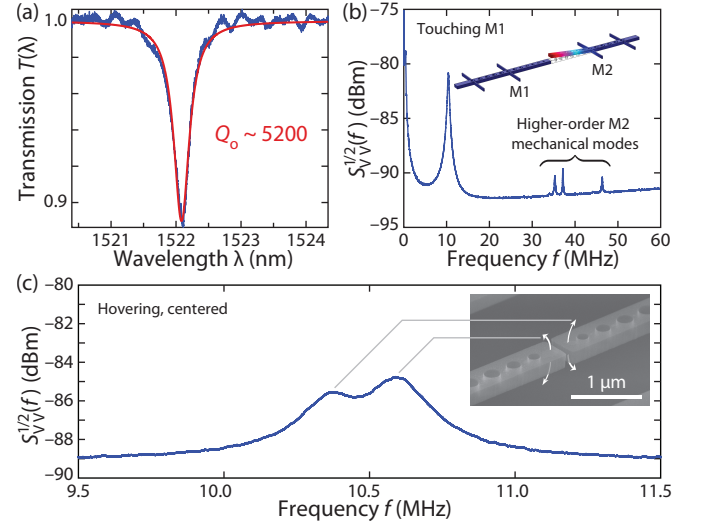 (a)
1.0
0.9
Transmission T(λ)
Qo ~ 5200
1521 1522 1523 1524
Wavelength λ (nm)
(b)
Touching M1
M1
M2
Higher-order M2
mechanical modes
−75
−80
−85
−90
−95
S_VV^1/2(f) (dBm)
0 10 20 30 40 50 60
Frequency f (MHz)
(c)
Hovering, centered
−80
−82
−84
−86
−88
−90
S_VV^1/2(f) (dBm)
1 μm
9.5 10.0 10.5 11.0 11.5
Frequency f (MHz)